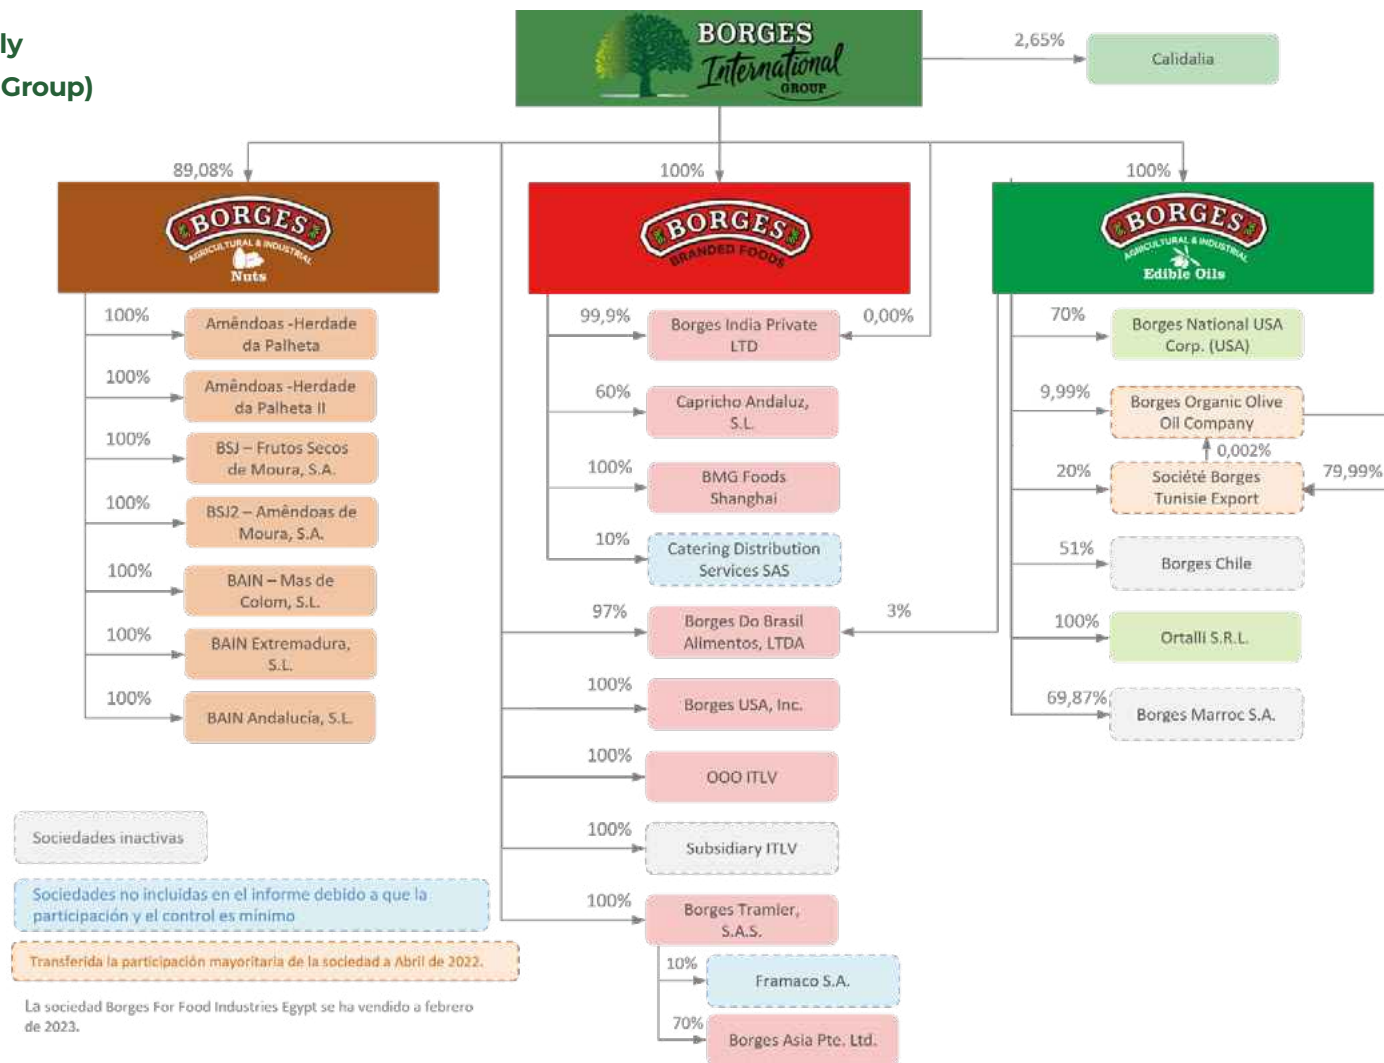 ly
Group)
BORGES
International
GROUP
2,65%
Calidalia
89,08%
100%
100%
BORGES
AGRICULTURAL & INDUSTRIAL
Nuts
BORGES
BRANDED FOODS
BORGES
AGRICULTURAL & INDUSTRIAL
Edible Oils
100%
Amêndoas -Herdade
da Palheta
100%
Amêndoas -Herdade
da Palheta II
100%
BSJ – Frutos Secos
de Moura, S.A.
100%
BSJ2 – Amêndoas de
Moura, S.A.
100%
BAIN – Mas de
Colom, S.L.
100%
BAIN Extremadura,
S.L.
100%
BAIN Andalucía, S.L.
99,9%
Borges India Private
LTD
0,00%
60%
Capricho Andaluz,
S.L.
100%
BMG Foods
Shanghai
10%
Catering Distribution
Services SAS
97%
Borges Do Brasil
Alimentos, LTDA
3%
100%
Borges USA, Inc.
100%
OOO ITLV
100%
Subsidiary ITLV
100%
Borges Tramier,
S.A.S.
10%
Framaco S.A.
70%
Borges Asia Pte. Ltd.
70%
Borges National USA
Corp. (USA)
9,99%
Borges Organic Olive
Oil Company
0,002%
20%
Société Borges
Tunisie Export
79,99%
51%
Borges Chile
100%
Ortalli S.R.L.
69,87%
Borges Marroc S.A.
Sociedades inactivas
Sociedades no incluidas en el informe debido a que la
participación y el control es mínimo
Transferida la participación mayoritaria de la sociedad a Abril de 2022.
La sociedad Borges For Food Industries Egypt se ha vendido a febrero
de 2023.